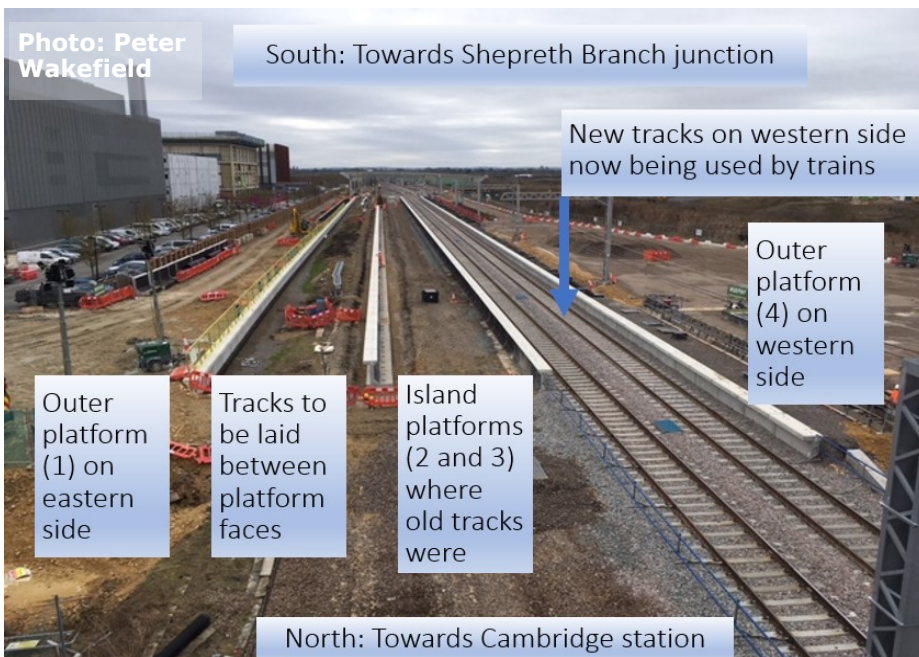 Photo: Peter
Wakefield
South: Towards Shepreth Branch junction
New tracks on western side
now being used by trains
Outer
platform
(4) on
western
side
Outer
platform
(1) on
eastern
side
Tracks to
be laid
between
platform
faces
Island
platforms
(2 and 3)
where
old tracks
were
North: Towards Cambridge station